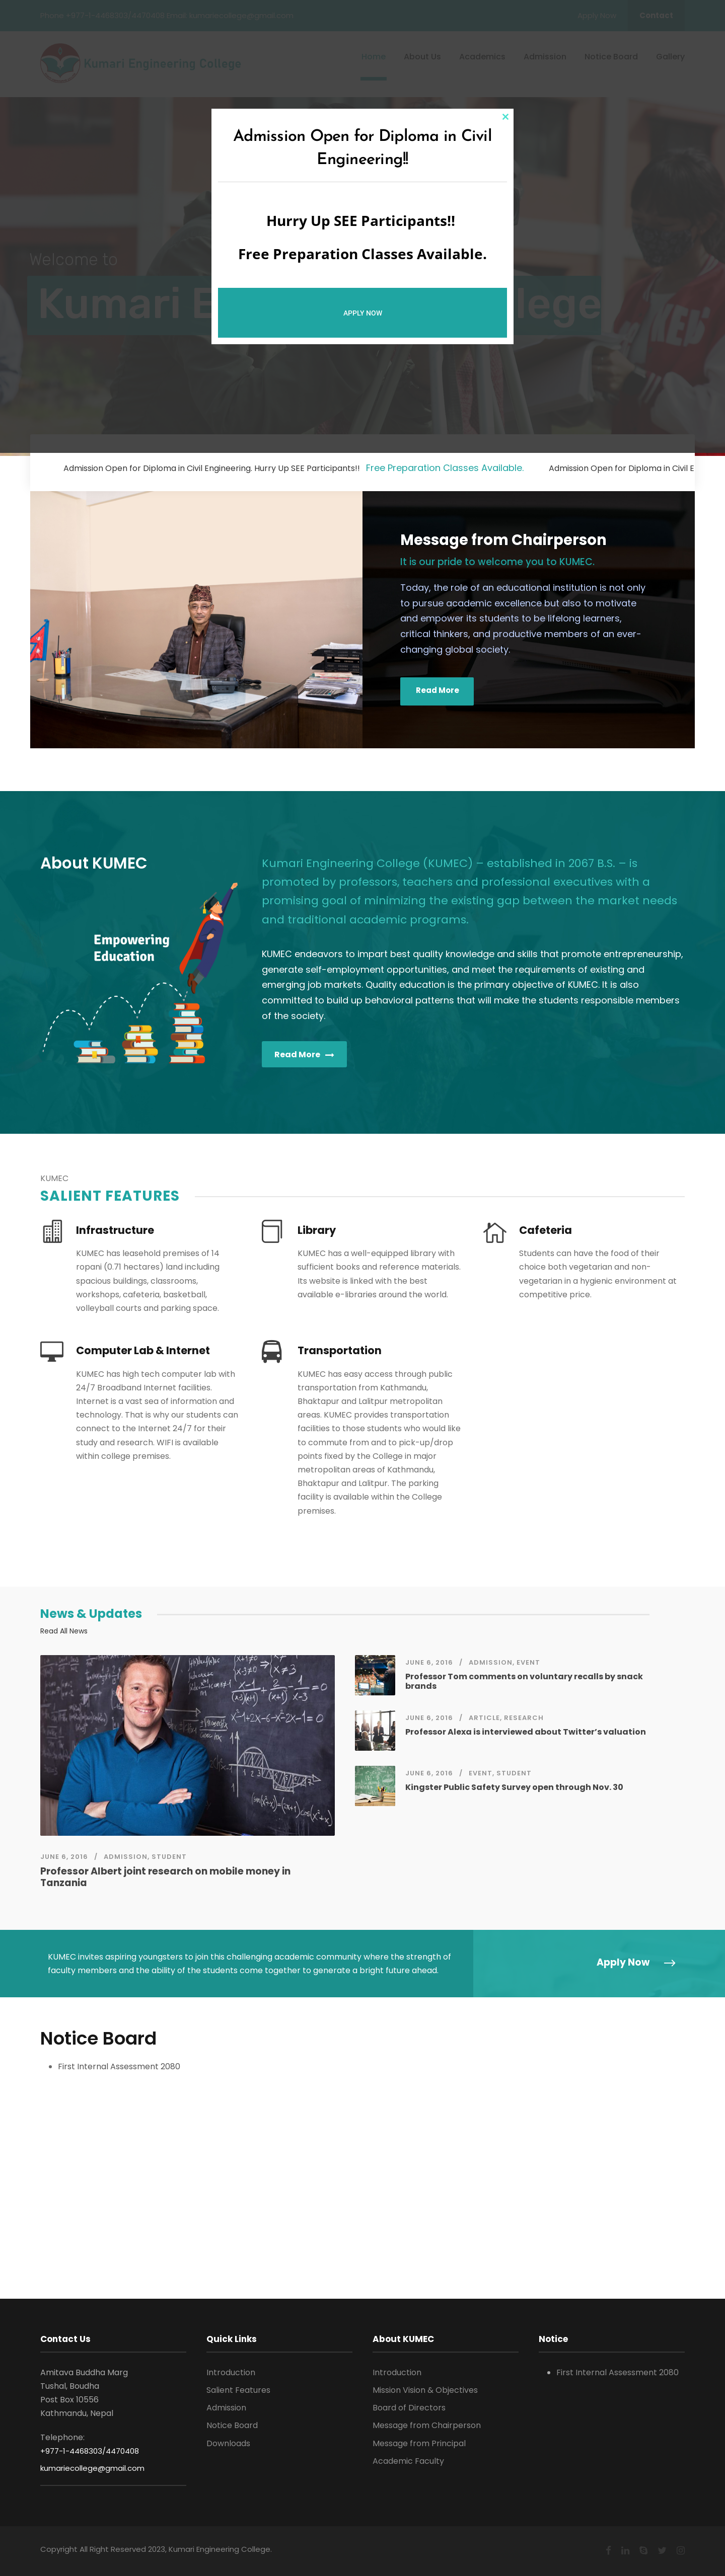 Phone: +977-1-4468303/4470408 Email: kumariecollege@gmail.com
Apply Now
Contact
Kumari Engineering College
Home
About Us
Academics
Admission
Notice Board
Gallery
×
Admission Open for Diploma in Civil
Engineering!!
Hurry Up SEE Participants!!
Free Preparation Classes Available.
APPLY NOW
Welcome to
Kumari E
llege
Admission Open for Diploma in Civil Engineering. Hurry Up SEE Participants!! Free Preparation Classes Available.
Admission Open for Diploma in Civil E
Message from Chairperson
It is our pride to welcome you to KUMEC.
Today, the role of an educational institution is not only
to pursue academic excellence but also to motivate
and empower its students to be lifelong learners,
critical thinkers, and productive members of an ever-
changing global society.
Read More
About KUMEC
Empowering
Education
Kumari Engineering College (KUMEC) – established in 2067 B.S. – is
promoted by professors, teachers and professional executives with a
promising goal of minimizing the existing gap between the market needs
and traditional academic programs.
KUMEC endeavors to impart best quality knowledge and skills that promote entrepreneurship,
generate self-employment opportunities, and meet the requirements of existing and
emerging job markets. Quality education is the primary objective of KUMEC. It is also
committed to build up behavioral patterns that will make the students responsible members
of the society.
Read More
KUMEC
SALIENT FEATURES
Infrastructure
KUMEC has leasehold premises of 14
ropani (0.71 hectares) land including
spacious buildings, classrooms,
workshops, cafeteria, basketball,
volleyball courts and parking space.
Library
KUMEC has a well-equipped library with
sufficient books and reference materials.
Its website is linked with the best
available e-libraries around the world.
Cafeteria
Students can have the food of their
choice both vegetarian and non-
vegetarian in a hygienic environment at
competitive price.
Computer Lab & Internet
KUMEC has high tech computer lab with
24/7 Broadband Internet facilities.
Internet is a vast sea of information and
technology. That is why our students can
connect to the Internet 24/7 for their
study and research. WIFI is available
within college premises.
Transportation
KUMEC has easy access through public
transportation from Kathmandu,
Bhaktapur and Lalitpur metropolitan
areas. KUMEC provides transportation
facilities to those students who would like
to commute from and to pick-up/drop
points fixed by the College in major
metropolitan areas of Kathmandu,
Bhaktapur and Lalitpur. The parking
facility is available within the College
premises.
News & Updates
Read All News
JUNE 6, 2016 / ADMISSION, STUDENT
Professor Albert joint research on mobile money in
Tanzania
JUNE 6, 2016 / ADMISSION, EVENT
Professor Tom comments on voluntary recalls by snack
brands
JUNE 6, 2016 / ARTICLE, RESEARCH
Professor Alexa is interviewed about Twitter’s valuation
JUNE 6, 2016 / EVENT, STUDENT
Kingster Public Safety Survey open through Nov. 30
KUMEC invites aspiring youngsters to join this challenging academic community where the strength of
faculty members and the ability of the students come together to generate a bright future ahead.
Apply Now
Notice Board
• First Internal Assessment 2080
Contact Us
Amitava Buddha Marg
Tushal, Boudha
Post Box 10556
Kathmandu, Nepal
Telephone:
+977-1-4468303/4470408
kumariecollege@gmail.com
Quick Links
Introduction
Salient Features
Admission
Notice Board
Downloads
About KUMEC
Introduction
Mission Vision & Objectives
Board of Directors
Message from Chairperson
Message from Principal
Academic Faculty
Notice
• First Internal Assessment 2080
Copyright All Right Reserved 2023, Kumari Engineering College.